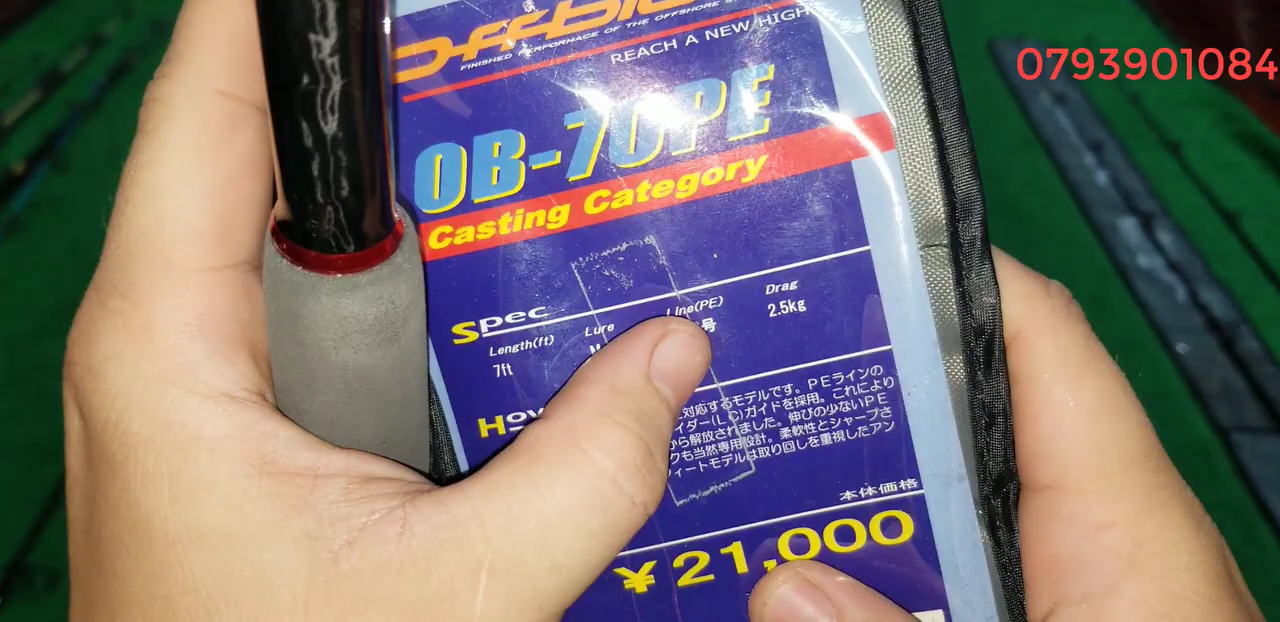 0793901084
FINISHED PERFORMACE OF THE OFFSHORE
REACH A NEW HIGH
OB-70PE
Casting Category
Spec
Length(ft) Lure Line(PE) Drag
7ft 号 2.5kg
対応するモデルです。PEラインの
イダー(LC)ガイドを採用。これにより
から解放されました。伸びの少ないPE
クも当然専用設計。柔軟性とシャープさ
フィートモデルは取り回しを重視したアン
本体価格
¥21,000